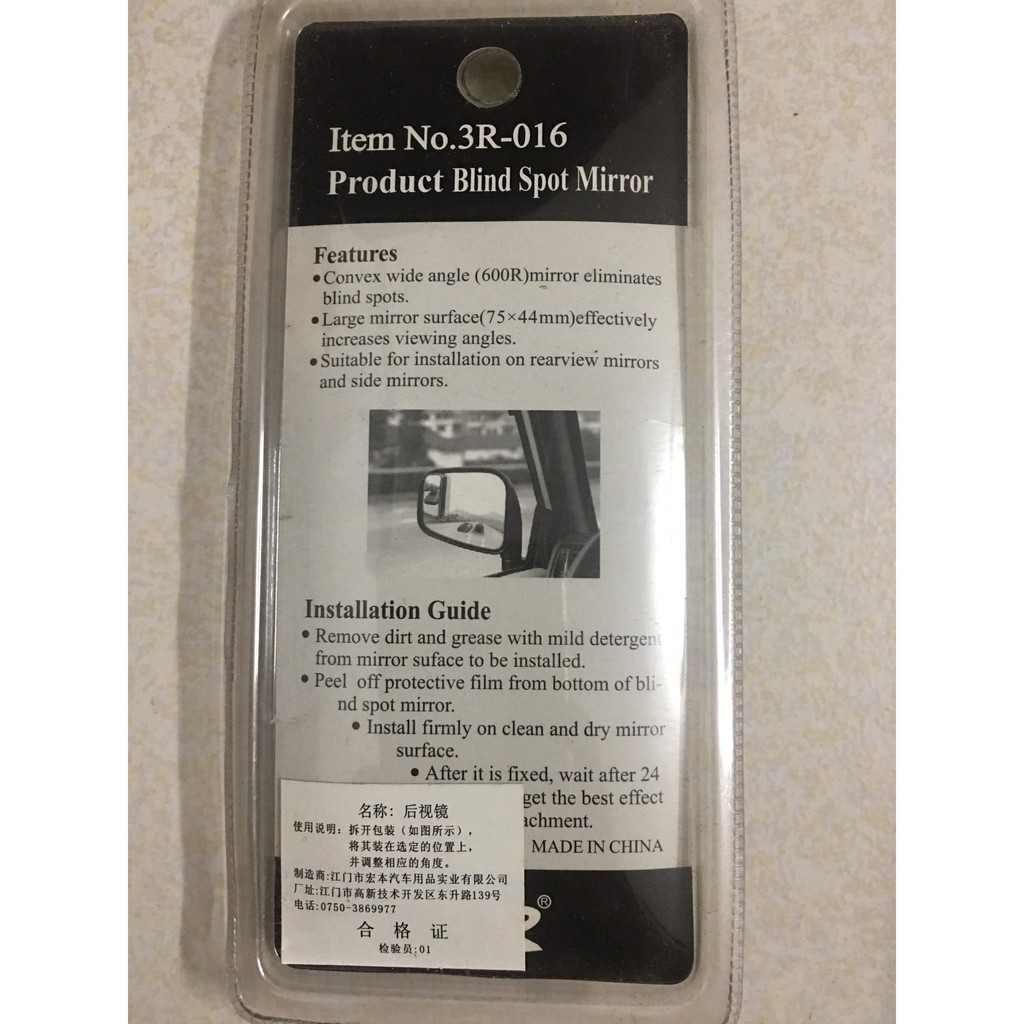 Item No.3R-016
Product Blind Spot Mirror
Features
•Convex wide angle (600R)mirror eliminates
blind spots.
•Large mirror surface(75×44mm)effectively
increases viewing angles.
•Suitable for installation on rearview mirrors
and side mirrors.
Installation Guide
• Remove dirt and grease with mild detergent
from mirror suface to be installed.
• Peel off protective film from bottom of bli-
nd spot mirror.
• Install firmly on clean and dry mirror
surface.
• After it is fixed, wait after 24
get the best effect
achment.
MADE IN CHINA
名称: 后视镜
使用说明: 拆开包装（如图所示），
将其装在选定的位置上，
并调整相应的角度。
制造商:江门市宏本汽车用品实业有限公司
厂址:江门市高新技术开发区东升路139号
电话:0750-3869977
合 格 证
检验员:01
®